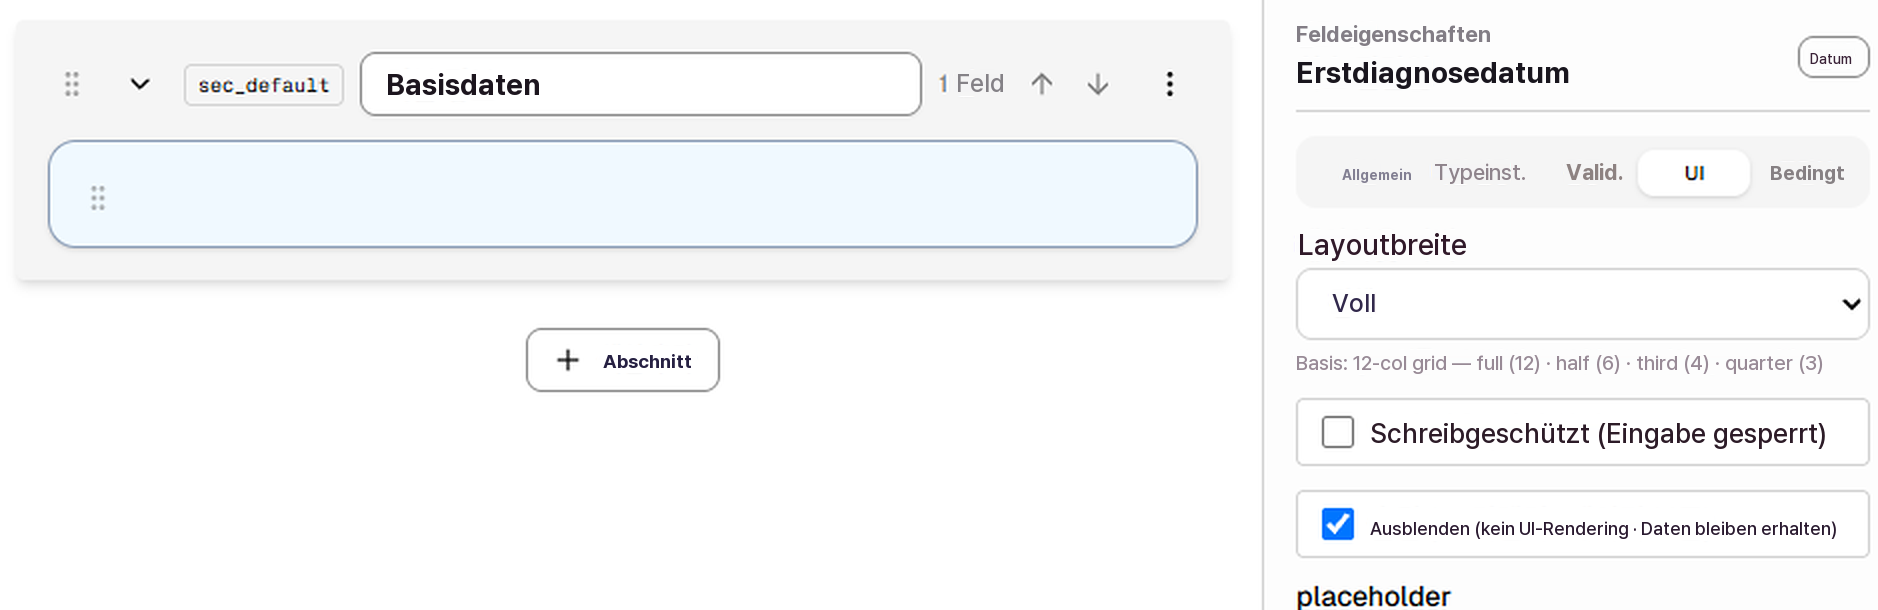 sec_default
Basisdaten
1 Feld
Abschnitt
Feldeigenschaften
Erstdiagnosedatum
Datum
Allgemein Typeinst. Valid. UI Bedingt
Layoutbreite
Voll
Basis: 12-col grid — full (12) · half (6) · third (4) · quarter (3)
Schreibgeschützt (Eingabe gesperrt)
Ausblenden (kein UI-Rendering · Daten bleiben erhalten)
placeholder